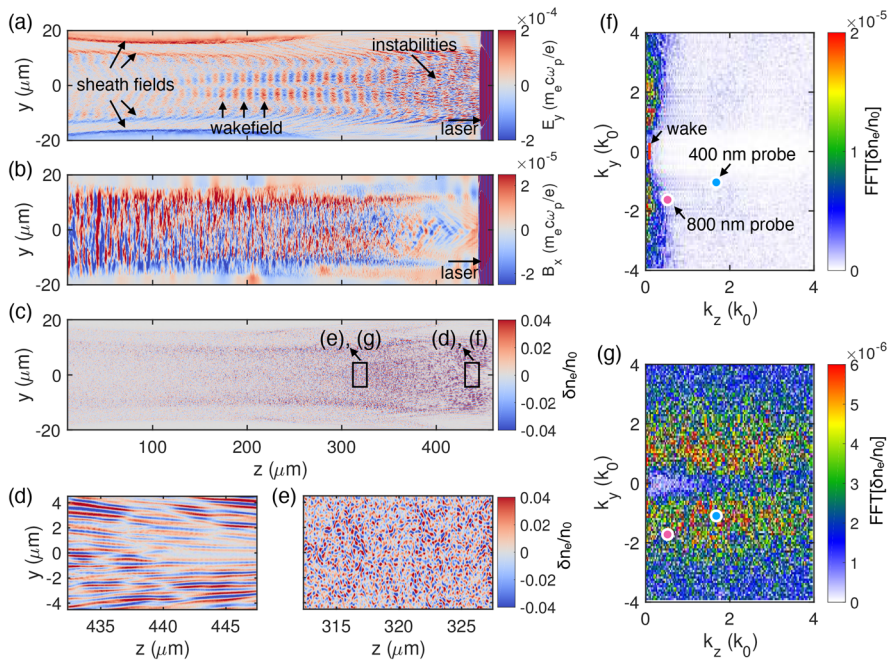 (a)
20
10
0
-10
-20
y (μm)
sheath fields
wakefield
instabilities
laser
2
×10⁻⁴
0
-2
E_y (m_e cω_p/e)
(b)
20
10
0
-10
-20
y (μm)
laser
×10⁻⁵
2
0
-2
B_x (m_e cω_p/e)
(c)
20
0
-20
y (μm)
(e), (g)
(d), (f)
100
200
300
400
z (μm)
0.04
0.02
0
-0.02
-0.04
δn_e/n_0
(d)
4
2
0
-2
-4
y (μm)
435
440
445
z (μm)
(e)
315
320
325
z (μm)
0.04
0.02
0
-0.02
-0.04
δn_e/n_0
(f)
4
2
0
-2
-4
k_y (k_0)
wake
400 nm probe
800 nm probe
0
2
4
k_z (k_0)
2
×10⁻⁵
1
0
FFT[δn_e/n_0]
(g)
4
2
0
-2
-4
k_y (k_0)
0
2
4
k_z (k_0)
6
×10⁻⁶
5
4
3
2
1
0
FFT[δn_e/n_0]